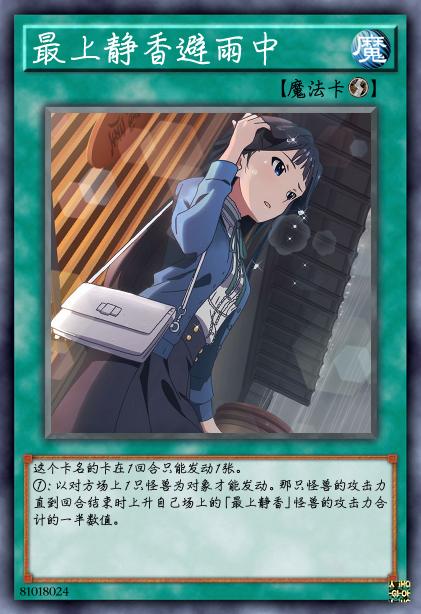 最上静香避雨中
魔
【魔法卡】
这个卡名的卡在1回合只能发动1张。
①：以对方场上1只怪兽为对象才能发动。那只怪兽的攻击力
直到回合结束时上升自己场上的「最上静香」怪兽的攻击力合
计的一半数值。
81018024